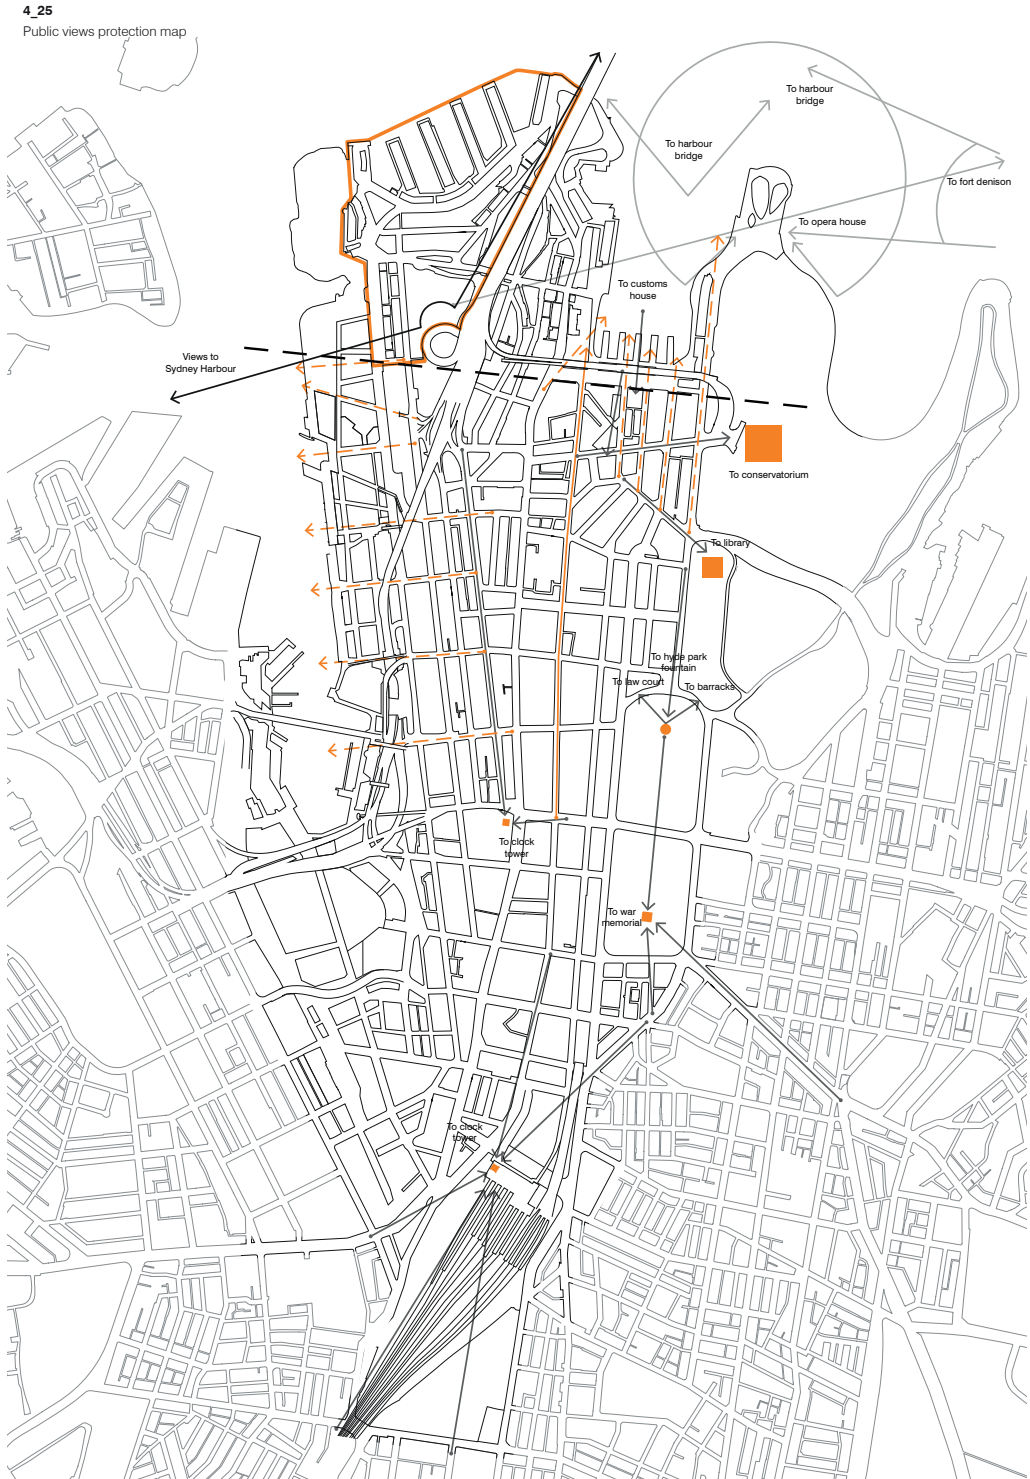 4_25
Public views protection map
To harbour
bridge
To harbour
bridge
To fort denison
To opera house
To customs
house
Views to
Sydney Harbour
To conservatorium
To library
To hyde park
fountain
To law court
To barracks
To clock
tower
To war
memorial
To clock
tower